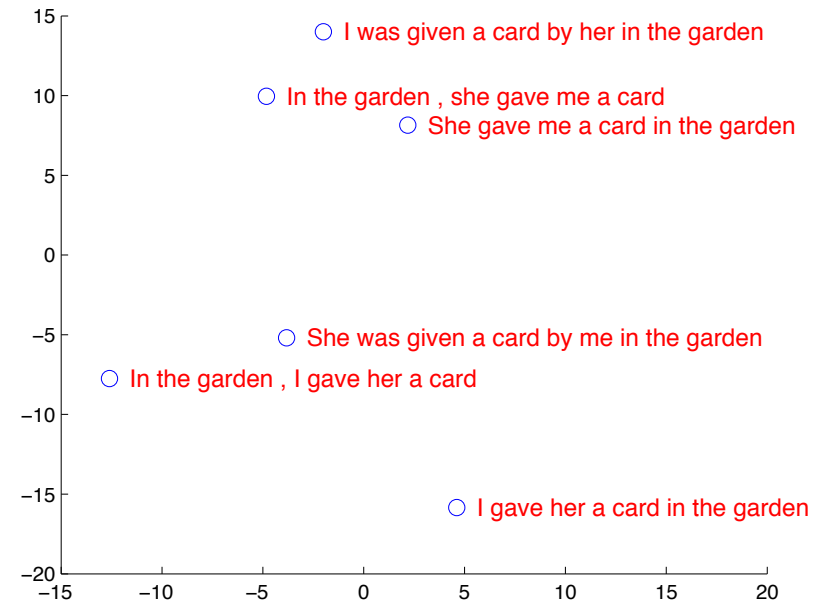 15
I was given a card by her in the garden
10
In the garden , she gave me a card
She gave me a card in the garden
5
0
−5
She was given a card by me in the garden
In the garden , I gave her a card
−10
−15
I gave her a card in the garden
−20
−15 −10 −5 0 5 10 15 20